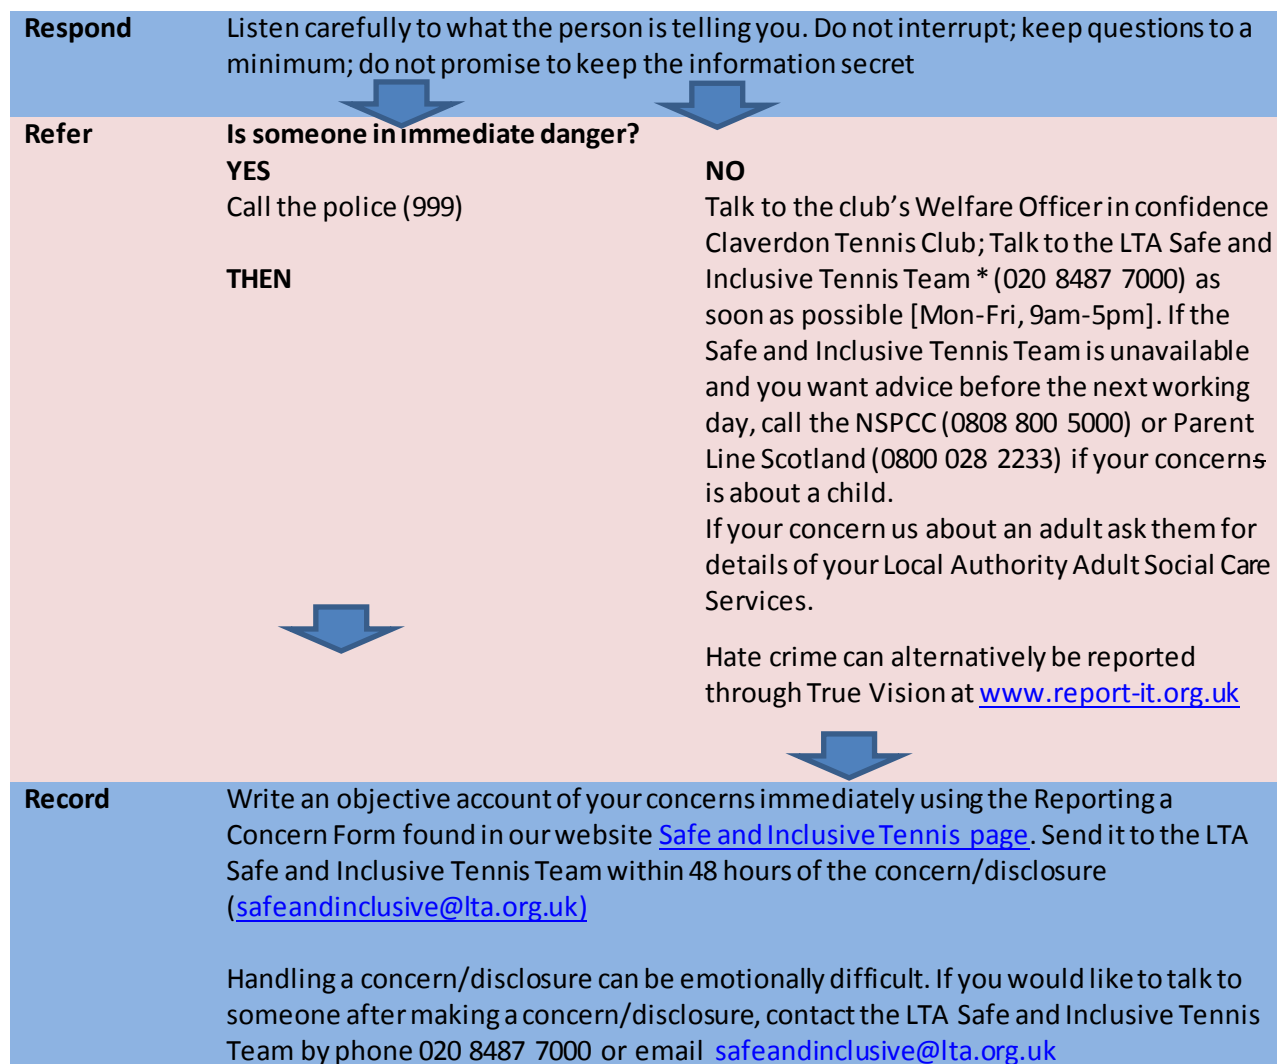 Respond
Listen carefully to what the person is telling you. Do not interrupt; keep questions to a
minimum; do not promise to keep the information secret
Refer
Is someone in immediate danger?
YES
Call the police (999)
THEN
NO
Talk to the club's Welfare Officer in confidence
Claverdon Tennis Club; Talk to the LTA Safe and
Inclusive Tennis Team * (020 8487 7000) as
soon as possible [Mon-Fri, 9am-5pm]. If the
Safe and Inclusive Tennis Team is unavailable
and you want advice before the next working
day, call the NSPCC (0808 800 5000) or Parent
Line Scotland (0800 028 2233) if your concerns
is about a child.
If your concern us about an adult ask them for
details of your Local Authority Adult Social Care
Services.
Hate crime can alternatively be reported
through True Vision at www.report-it.org.uk
Record
Write an objective account of your concerns immediately using the Reporting a
Concern Form found in our website Safe and Inclusive Tennis page. Send it to the LTA
Safe and Inclusive Tennis Team within 48 hours of the concern/disclosure
(safeandinclusive@lta.org.uk)
Handling a concern/disclosure can be emotionally difficult. If you would like to talk to
someone after making a concern/disclosure, contact the LTA Safe and Inclusive Tennis
Team by phone 020 8487 7000 or email safeandinclusive@lta.org.uk